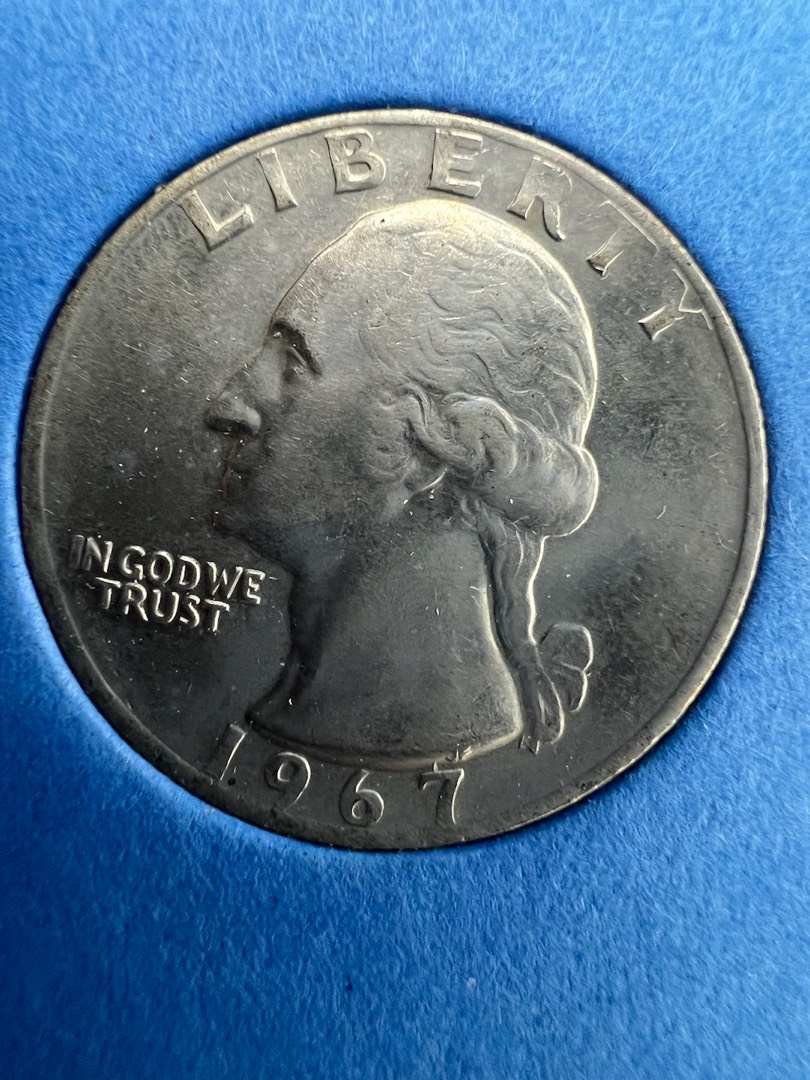 LIBERTY
IN GOD WE
TRUST
1967